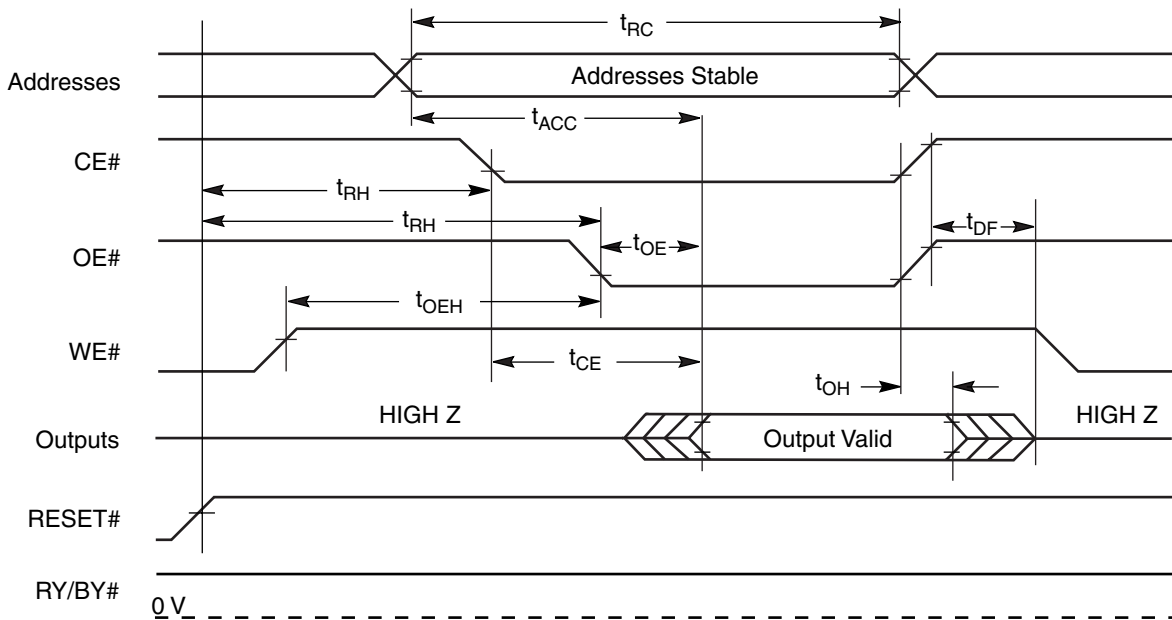 tRC
Addresses
Addresses Stable
tACC
CE#
tRH
tRH
OE#
tOE
tDF
tOEH
WE#
tCE
tOH
HIGH Z
HIGH Z
Outputs
Output Valid
RESET#
RY/BY#
0 V